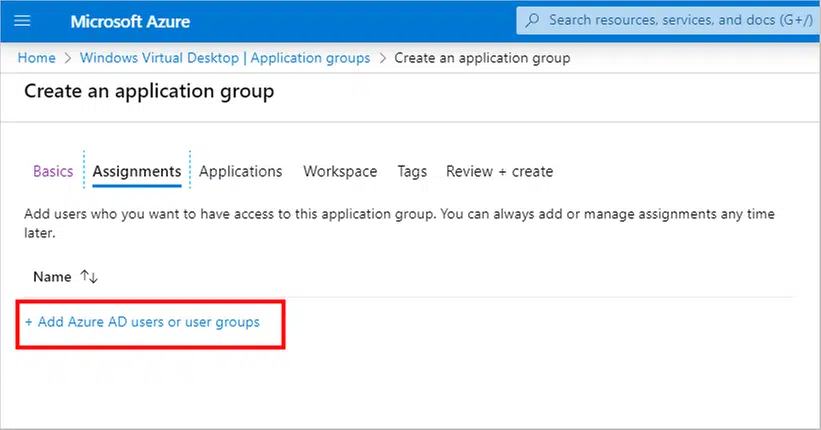 Microsoft Azure
Search resources, services, and docs (G+/)
Home > Windows Virtual Desktop | Application groups > Create an application group
Create an application group
Basics Assignments Applications Workspace Tags Review + create
Add users who you want to have access to this application group. You can always add or manage assignments any time
later.
Name ↑↓
+ Add Azure AD users or user groups